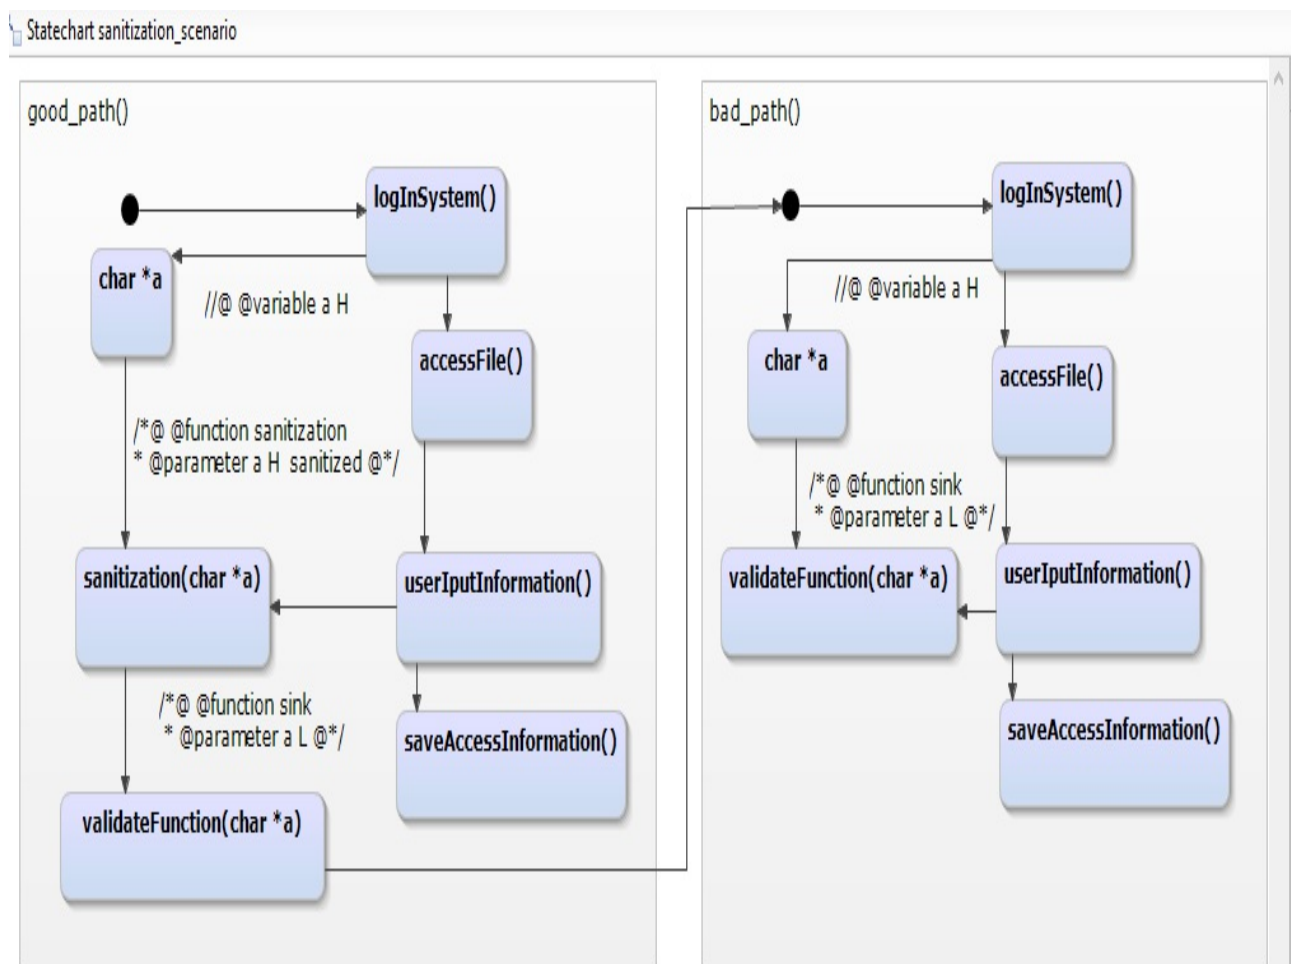 Statechart sanitization_scenario
good_path()
logInSystem()
char *a
//@ @variable a H
accessFile()
/*@ @function sanitization
* @parameter a H  sanitized @*/
sanitization(char *a)
userIputInformation()
/*@ @function sink
* @parameter a L @*/
saveAccessInformation()
validateFunction(char *a)
bad_path()
logInSystem()
//@ @variable a H
char *a
accessFile()
/*@ @function sink
* @parameter a L @*/
validateFunction(char *a)
userIputInformation()
saveAccessInformation()